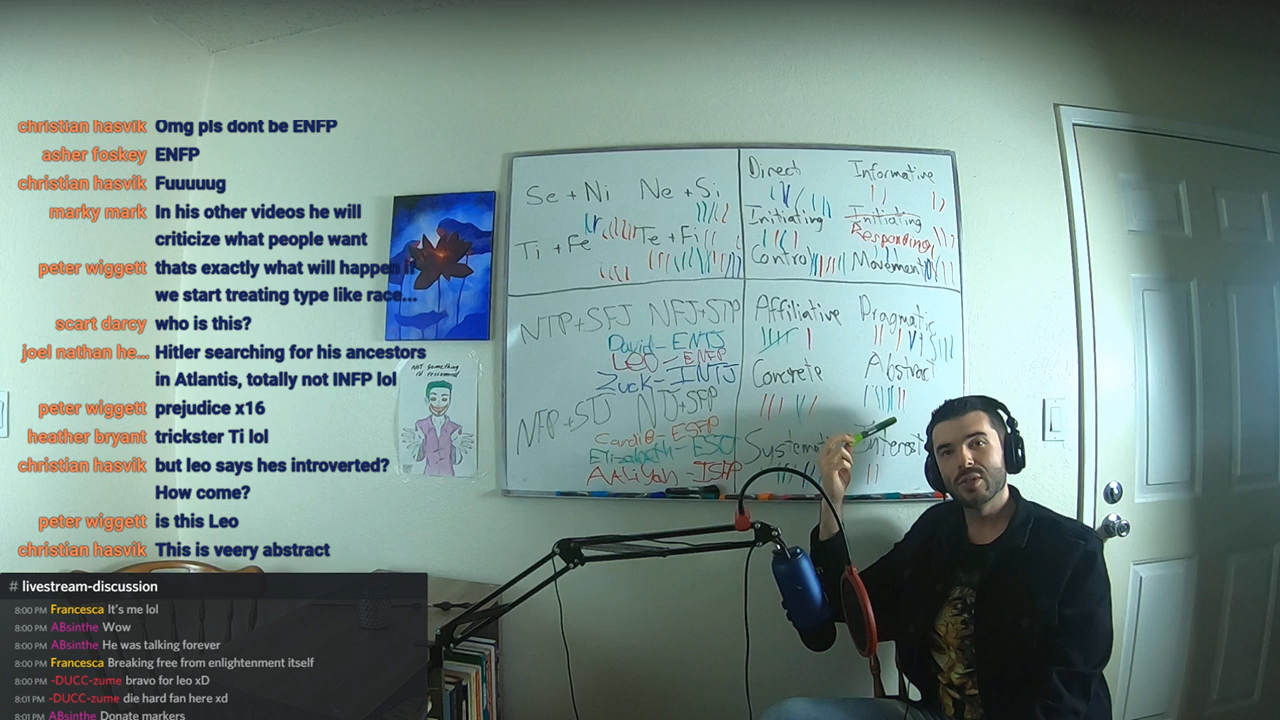 christian hasvik Omg pls dont be ENFP
asher foskey ENFP
christian hasvik Fuuuuug
marky mark In his other videos he will
criticize what people want
peter wiggett thats exactly what will happen if
we start treating type like race...
scart darcy who is this?
joel nathan he... Hitler searching for his ancestors
in Atlantis, totally not INFP lol
peter wiggett prejudice x16
heather bryant trickster Ti lol
christian hasvik but leo says hes introverted?
How come?
peter wiggett is this Leo
christian hasvik This is veery abstract
# livestream-discussion
8:00 PM Francesca It's me lol
8:00 PM ABsinthe Wow
8:00 PM ABsinthe He was talking forever
8:00 PM Francesca Breaking free from enlightenment itself
8:00 PM -DUCC-zume bravo for leo xD
8:01 PM -DUCC-zume die hard fan here xd
8:01 PM ABsinthe Donate markers
NOT something
I'd recommend
Se + Ni Ne + Si
Ti + Fe Te + Fi
NTP+SFJ NFJ+STP
David - ENTJ
Leo - ENFP
Zuck - INTJ
NFP+STJ NTJ+SFP
Cardi B - ESFP
Elizabeth - ESTJ
AAliyah - ISFP
Direct Informative
Initiating Initiating
Responding
Control Movement
Affiliative Pragmatic
Concrete Abstract
Systematic Interest